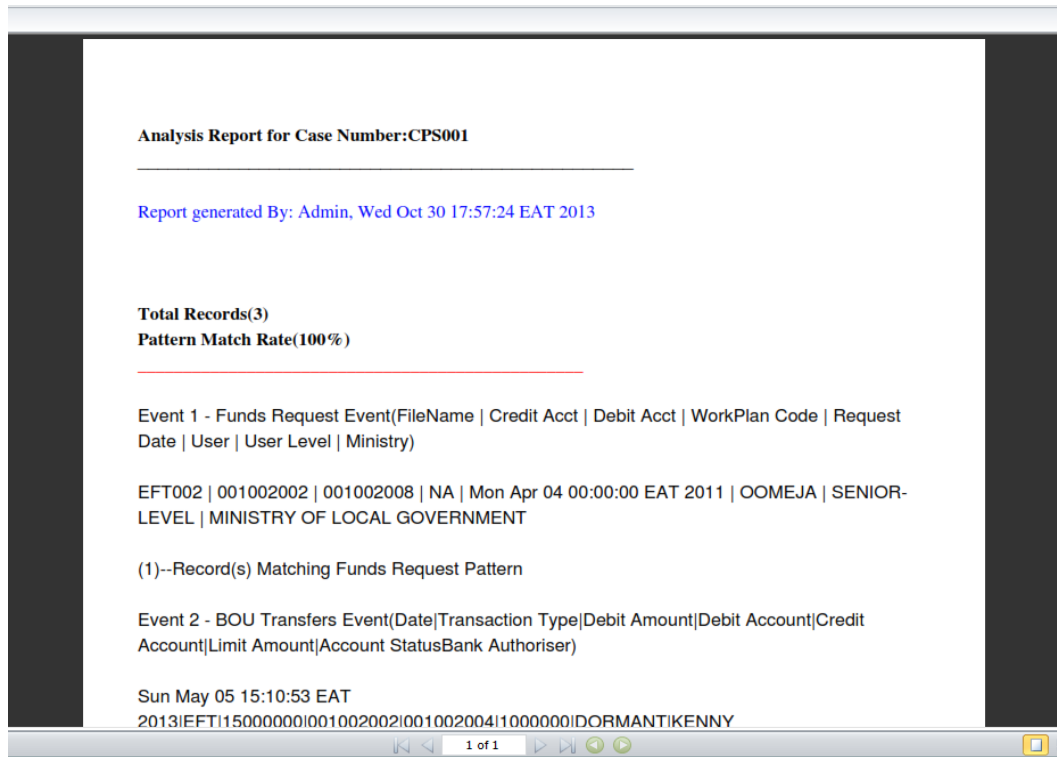 Analysis Report for Case Number:CPS001
Report generated By: Admin, Wed Oct 30 17:57:24 EAT 2013
Total Records(3)
Pattern Match Rate(100%)
Event 1 - Funds Request Event(FileName | Credit Acct | Debit Acct | WorkPlan Code | Request
Date | User | User Level | Ministry)
EFT002 | 001002002 | 001002008 | NA | Mon Apr 04 00:00:00 EAT 2011 | OOMEJA | SENIOR-
LEVEL | MINISTRY OF LOCAL GOVERNMENT
(1)--Record(s) Matching Funds Request Pattern
Event 2 - BOU Transfers Event(Date|Transaction Type|Debit Amount|Debit Account|Credit
Account|Limit Amount|Account StatusBank Authoriser)
Sun May 05 15:10:53 EAT
2013|EFT|15000000|001002002|001002004|1000000|DORMANT|KENNY
1 of 1